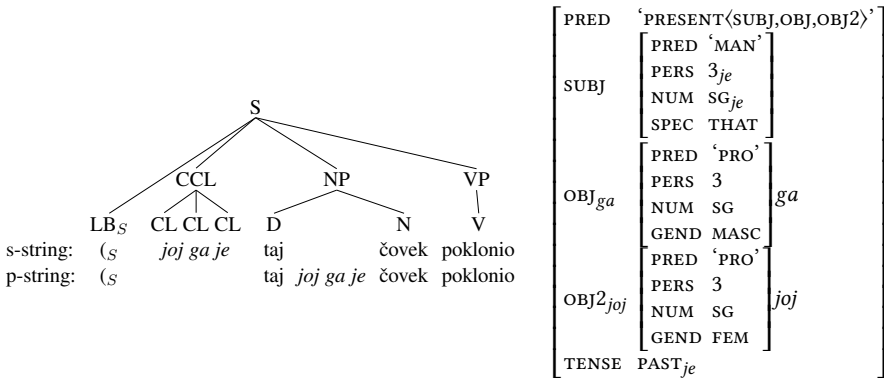 S
CCL NP VP
LB_S CL CL CL D N V
s-string: (_S joj ga je taj čovek poklonio
p-string: (_S taj joj ga je čovek poklonio
PRED ‘PRESENT⟨SUBJ,OBJ,OBJ2⟩’
SUBJ
PRED ‘MAN’
PERS 3_je
NUM SG_je
SPEC THAT
OBJ_ga ga
PRED ‘PRO’
PERS 3
NUM SG
GEND MASC
OBJ2_joj joj
PRED ‘PRO’
PERS 3
NUM SG
GEND FEM
TENSE PAST_je